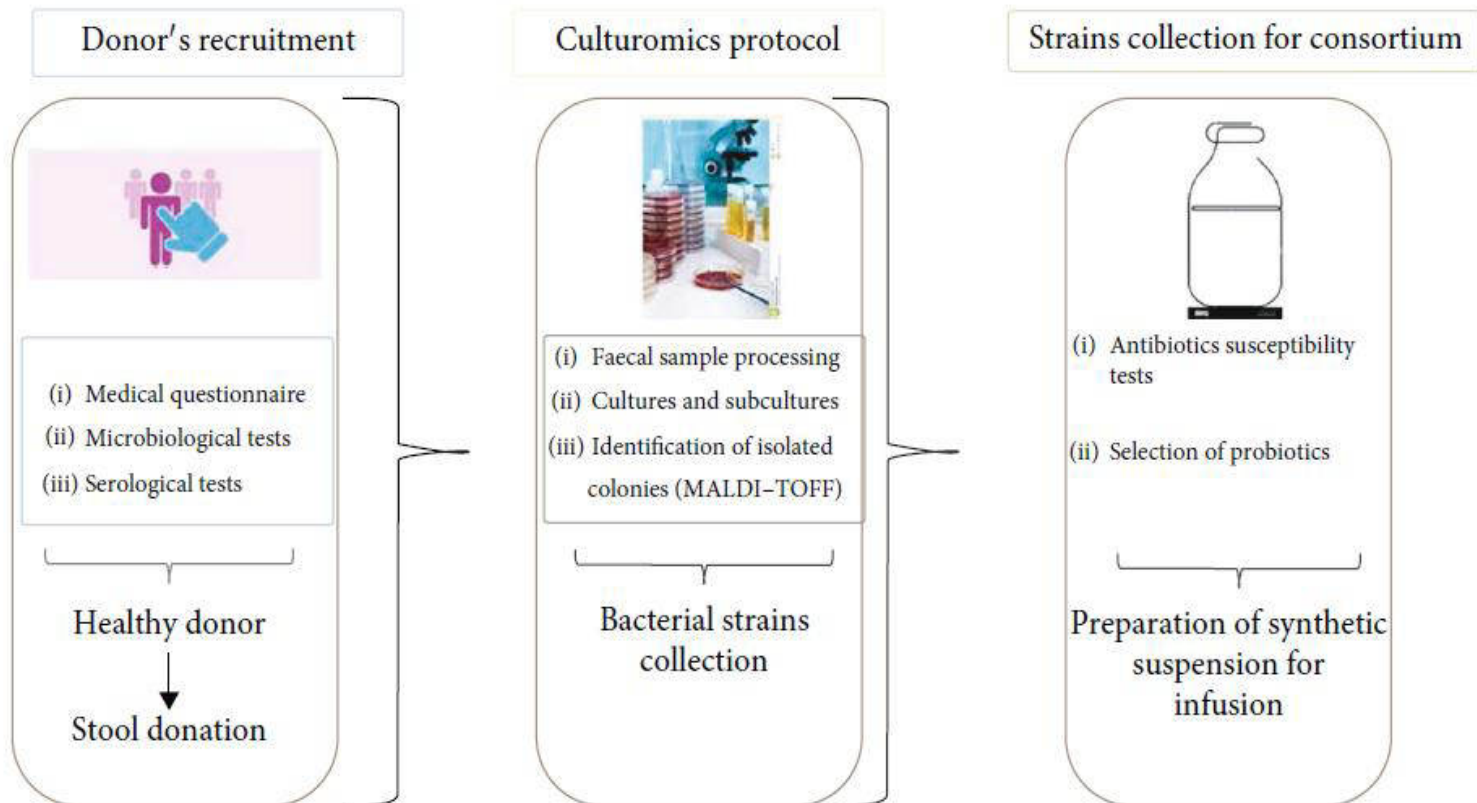 Donor's recruitment
(i) Medical questionnaire
(ii) Microbiological tests
(iii) Serological tests
Healthy donor
Stool donation
Culturomics protocol
(i) Faecal sample processing
(ii) Cultures and subcultures
(iii) Identification of isolated
colonies (MALDI–TOFF)
Bacterial strains
collection
Strains collection for consortium
(i) Antibiotics susceptibility
tests
(ii) Selection of probiotics
Preparation of synthetic
suspension for
infusion